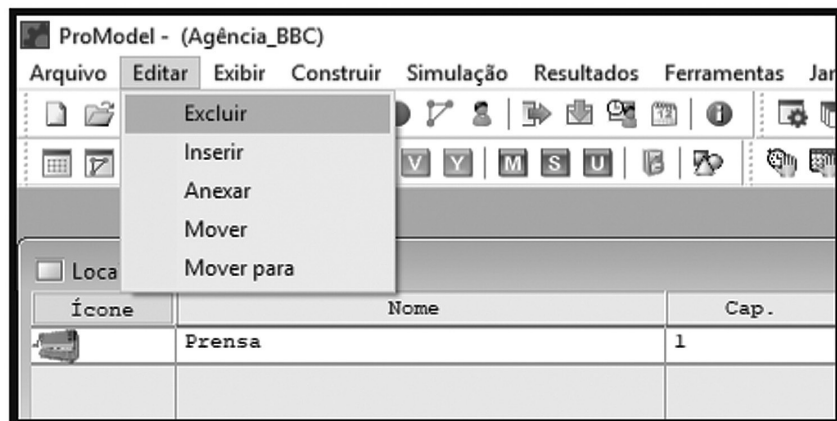 ProModel - (Agência_BBC)
Arquivo Editar Exibir Construir Simulação Resultados Ferramentas
Excluir
12
V Y M S U
Inserir
Anexar
Mover
Mover para
Ícone Nome Cap.
Prensa 1